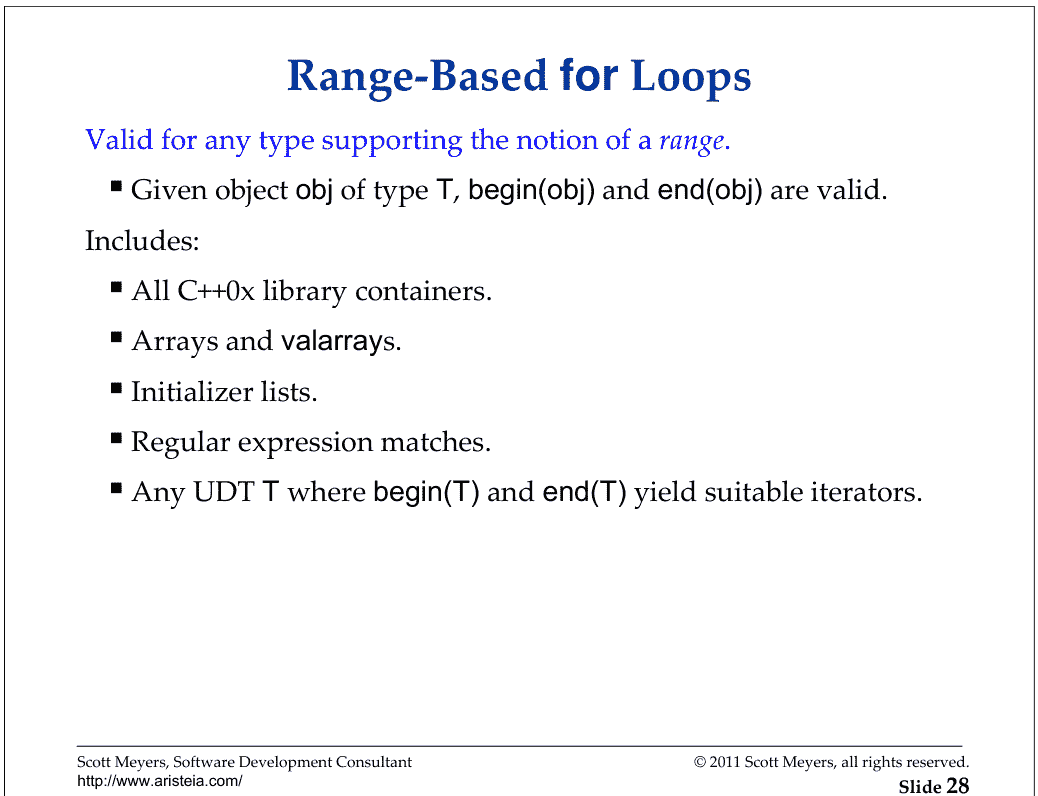 Range-Based for Loops
Valid for any type supporting the notion of a range.
▪ Given object obj of type T, begin(obj) and end(obj) are valid.
Includes:
▪ All C++0x library containers.
▪ Arrays and valarrays.
▪ Initializer lists.
▪ Regular expression matches.
▪ Any UDT T where begin(T) and end(T) yield suitable iterators.
Scott Meyers, Software Development Consultant
© 2011 Scott Meyers, all rights reserved.
http://www.aristeia.com/
Slide 28